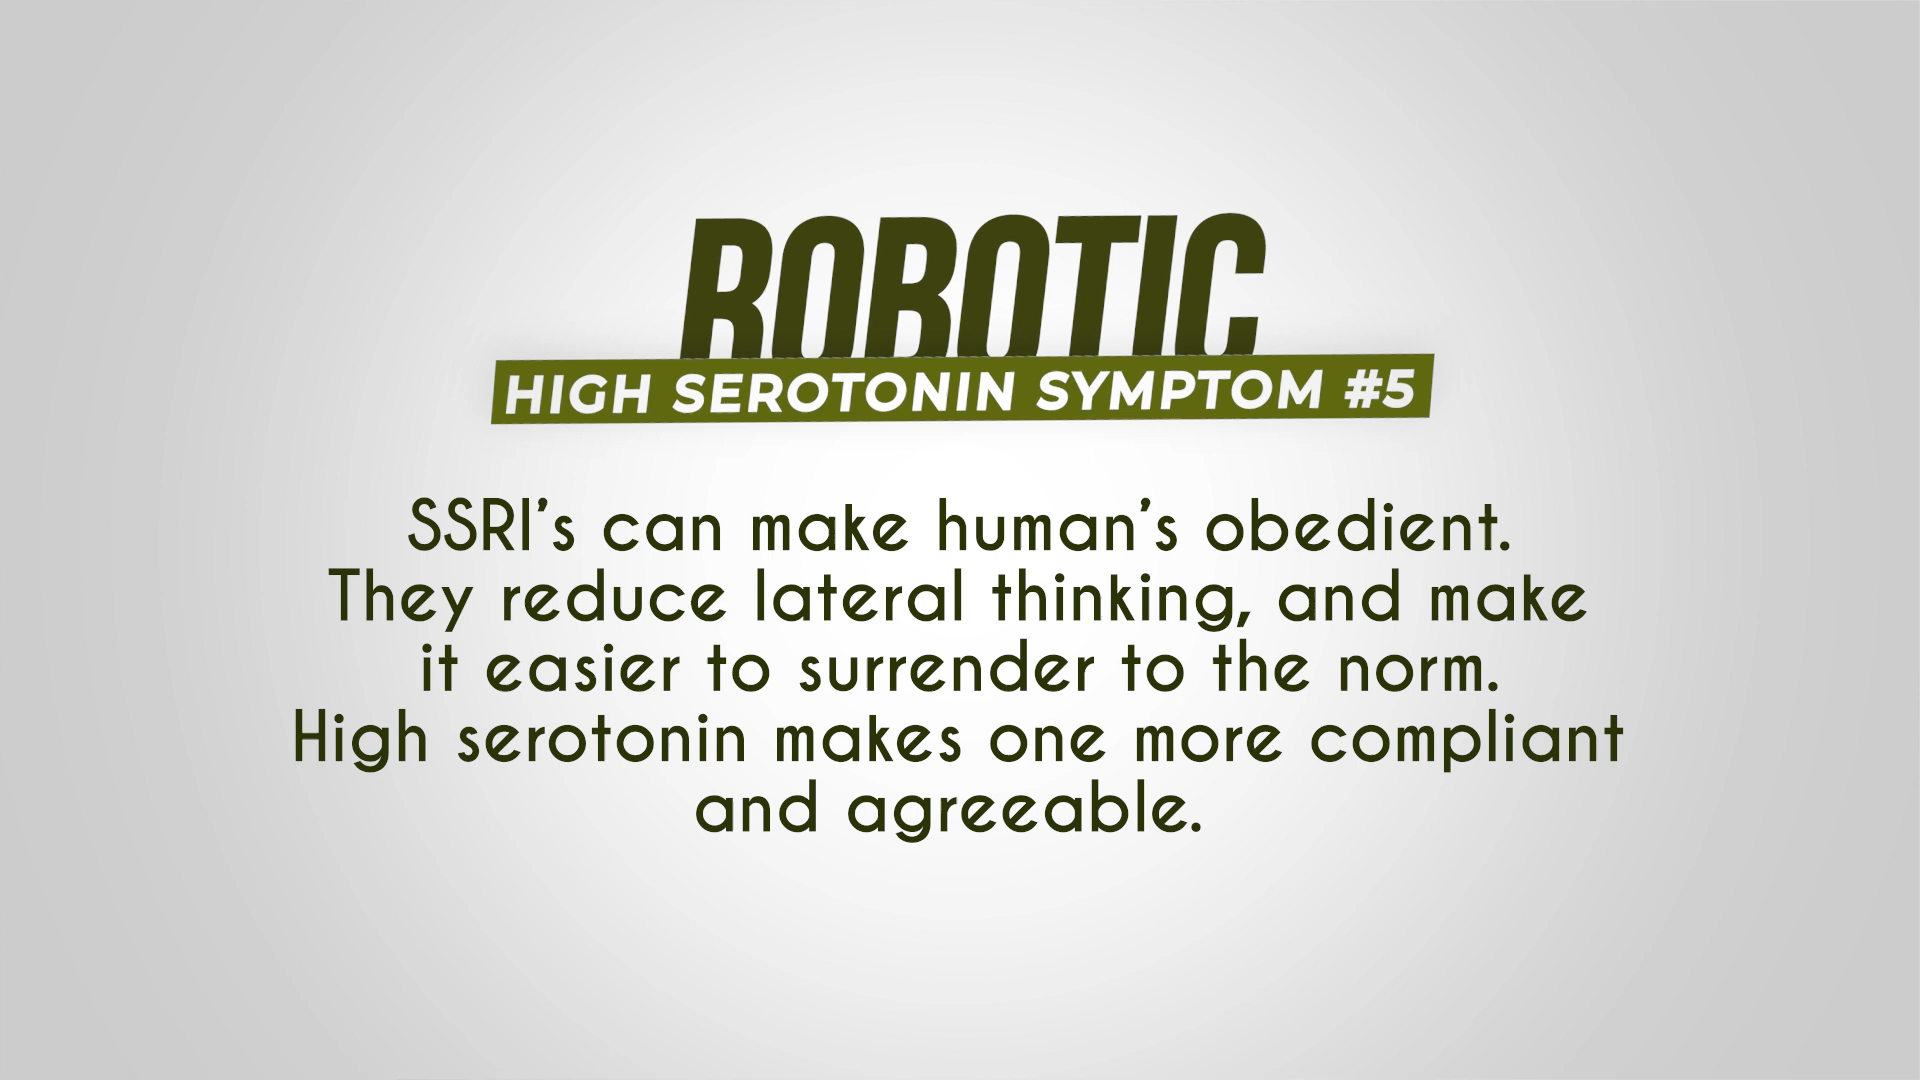 ROBOTIC
HIGH SEROTONIN SYMPTOM #5
SSRI's can make human's obedient.
They reduce lateral thinking, and make
it easier to surrender to the norm.
High serotonin makes one more compliant
and agreeable.